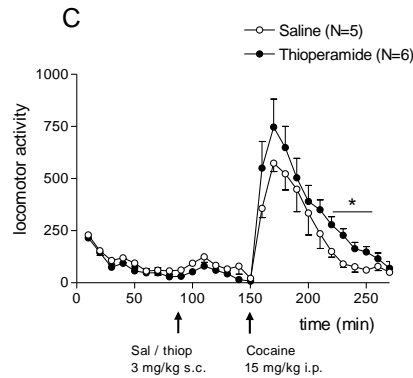 C
Saline (N=5)
Thioperamide (N=6)
1000
750
500
250
0
locomotor activity
*
0 50 100 150 200 250
time (min)
Sal / thiop
3 mg/kg s.c.
Cocaine
15 mg/kg i.p.